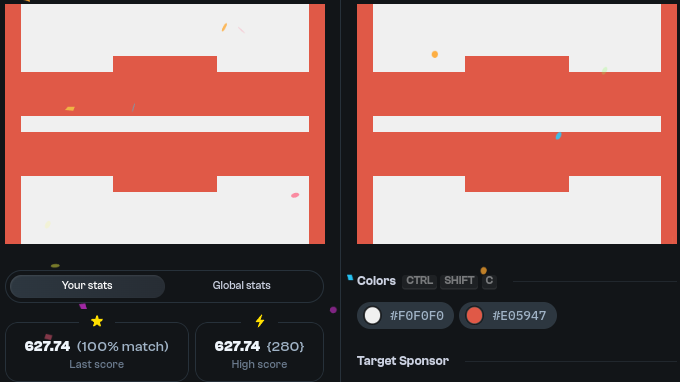 Your stats
Global stats
627.74 (100% match)
Last score
627.74 {280}
High score
Colors CTRL SHIFT C
#F0F0F0
#E05947
Target Sponsor